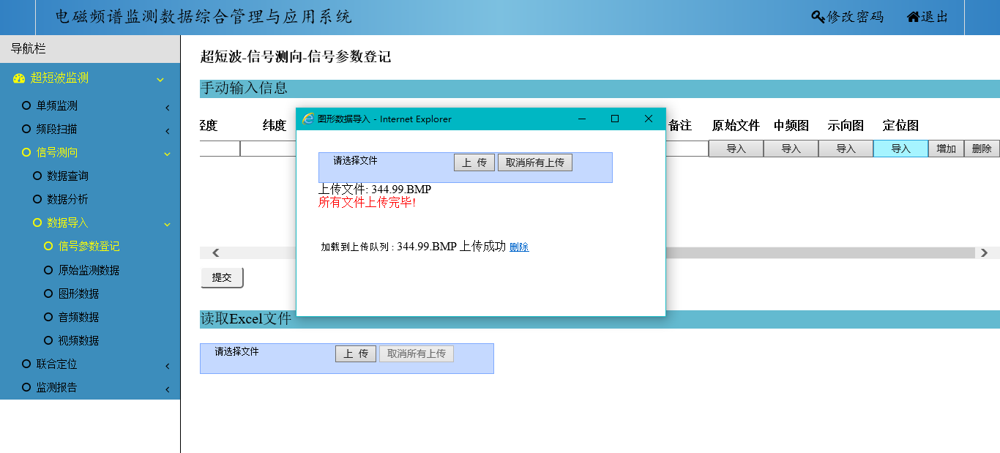 电磁频谱监测数据综合管理与应用系统 修改密码 退出
导航栏
超短波监测
单频监测
频段扫描
信号测向
数据查询
数据分析
数据导入
信号参数登记
原始监测数据
图形数据
音频数据
视频数据
联合定位
监测报告
超短波-信号测向-信号参数登记
手动输入信息
经度 纬度 备注 原始文件 中频图 示向图 定位图
导入 导入 导入 导入 增加 删除
图形数据导入 - Internet Explorer
请选择文件 上 传 取消所有上传
上传文件: 344.99.BMP
所有文件上传完毕!
加载到上传队列 : 344.99.BMP 上传成功 删除
提交
读取Excel文件
请选择文件 上 传 取消所有上传